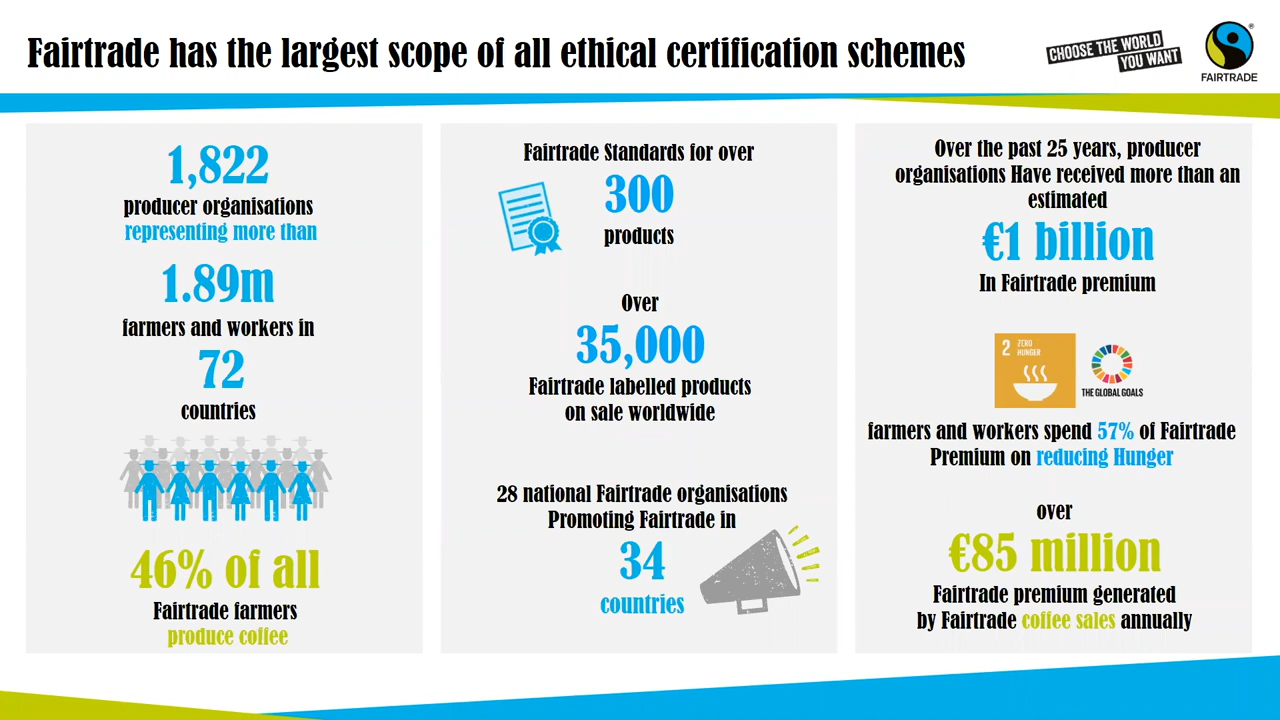 Fairtrade has the largest scope of all ethical certification schemes
CHOOSE THE WORLD
YOU WANT
FAIRTRADE
1,822
producer organisations
representing more than
1.89m
farmers and workers in
72
countries
46% of all
Fairtrade farmers
produce coffee
Fairtrade Standards for over
300
products
Over
35,000
Fairtrade labelled products
on sale worldwide
28 national Fairtrade organisations
Promoting Fairtrade in
34
countries
Over the past 25 years, producer
organisations Have received more than an
estimated
€1 billion
In Fairtrade premium
2 ZERO
HUNGER
THE GLOBAL GOALS
farmers and workers spend 57% of Fairtrade
Premium on reducing Hunger
over
€85 million
Fairtrade premium generated
by Fairtrade coffee sales annually